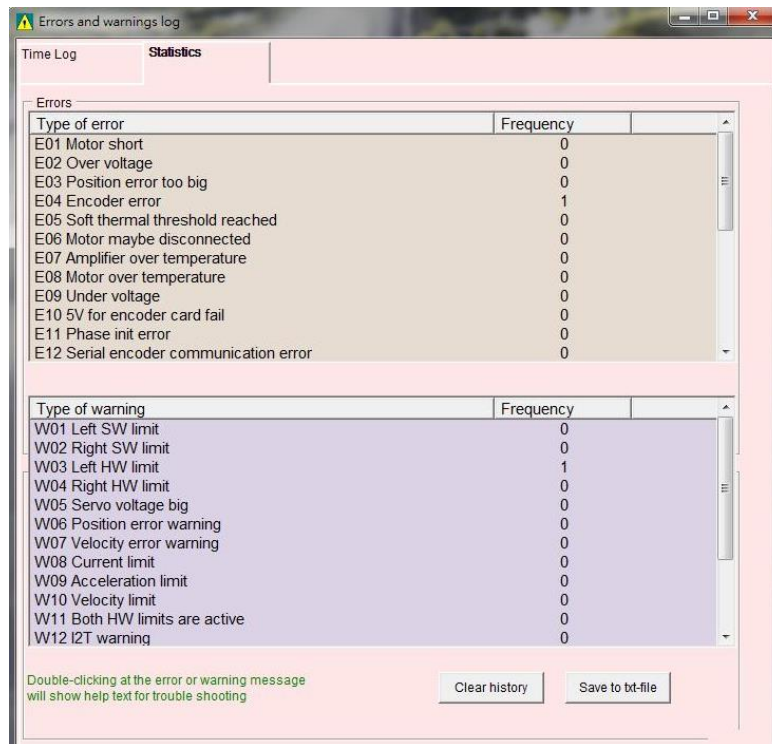 Errors and warnings log
Time Log Statistics
Errors
Type of error Frequency
E01 Motor short 0
E02 Over voltage 0
E03 Position error too big 0
E04 Encoder error 1
E05 Soft thermal threshold reached 0
E06 Motor maybe disconnected 0
E07 Amplifier over temperature 0
E08 Motor over temperature 0
E09 Under voltage 0
E10 5V for encoder card fail 0
E11 Phase init error 0
E12 Serial encoder communication error 0
Type of warning Frequency
W01 Left SW limit 0
W02 Right SW limit 0
W03 Left HW limit 1
W04 Right HW limit 0
W05 Servo voltage big 0
W06 Position error warning 0
W07 Velocity error warning 0
W08 Current limit 0
W09 Acceleration limit 0
W10 Velocity limit 0
W11 Both HW limits are active 0
W12 I2T warning 0
Double-clicking at the error or warning message
will show help text for trouble shooting
Clear history Save to txt-file